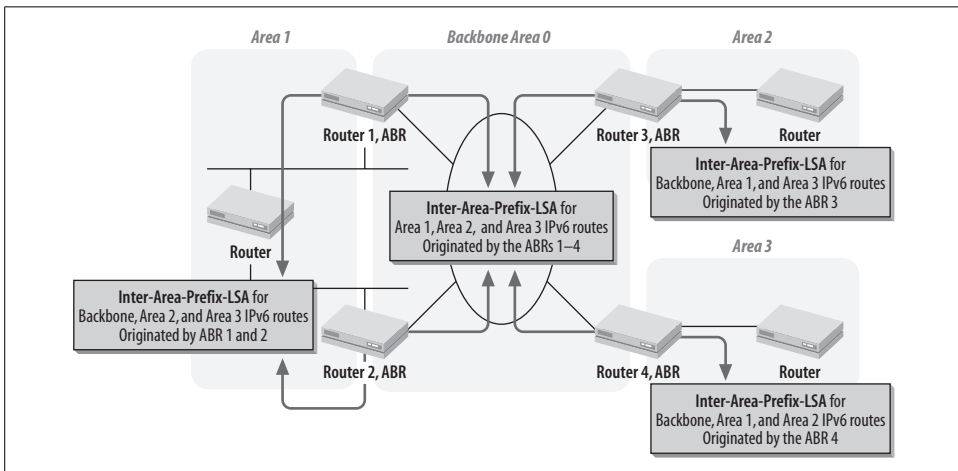 Area 1
Backbone Area 0
Area 2
Router 1, ABR
Router 3, ABR
Router
Inter-Area-Prefix-LSA for
Backbone, Area 1, and Area 3 IPv6 routes
Originated by the ABR 3
Inter-Area-Prefix-LSA for
Area 1, Area 2, and Area 3 IPv6 routes
Originated by the ABRs 1–4
Router
Area 3
Inter-Area-Prefix-LSA for
Backbone, Area 2, and Area 3 IPv6 routes
Originated by ABR 1 and 2
Router 2, ABR
Router 4, ABR
Router
Inter-Area-Prefix-LSA for
Backbone, Area 1, and Area 2 IPv6 routes
Originated by the ABR 4